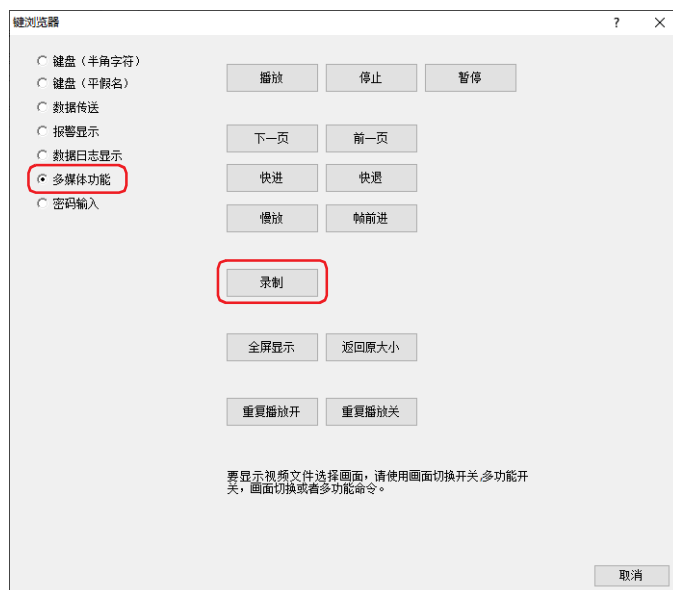 键浏览器
?
键盘（半角字符）
键盘（平假名）
数据传送
报警显示
数据日志显示
多媒体功能
密码输入
播放 停止 暂停
下一页 前一页
快进 快退
慢放 帧前进
录制
全屏显示 返回原大小
重复播放开 重复播放关
要显示视频文件选择画面，请使用画面切换开关,多功能开
关，画面切换或者多功能命令。
取消